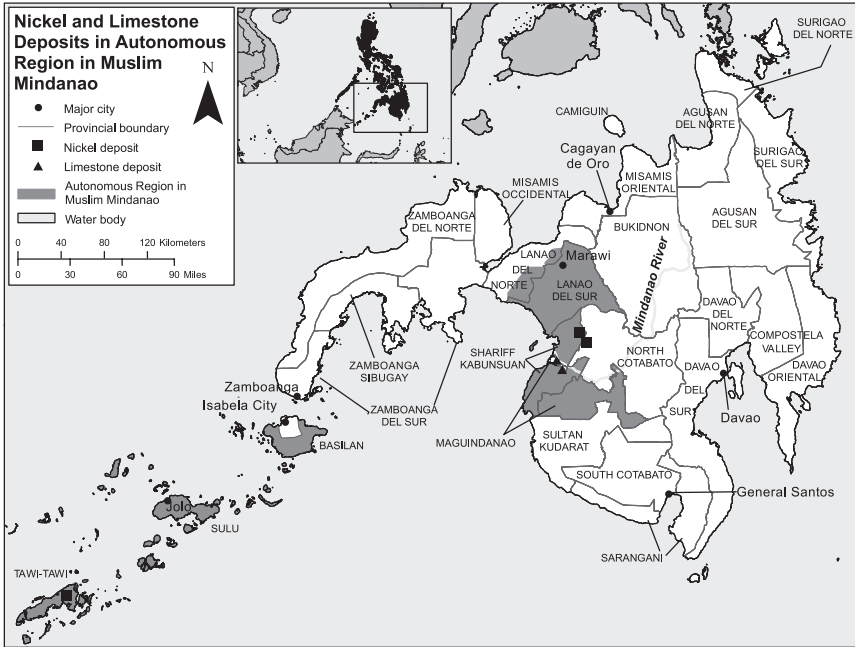 Nickel and Limestone
Deposits in Autonomous
Region in Muslim
Mindanao
N
Major city
Provincial boundary
Nickel deposit
Limestone deposit
Autonomous Region in
Muslim Mindanao
Water body
0 40 80 120 Kilometers
0 30 60 90 Miles
SURIGAO
DEL NORTE
CAMIGUIN
AGUSAN
DEL NORTE
Cagayan
de Oro
SURIGAO
DEL SUR
MISAMIS
ORIENTAL
MISAMIS
OCCIDENTAL
ZAMBOANGA
DEL NORTE
BUKIDNON
AGUSAN
DEL SUR
LANAO
DEL
NORTE
Marawi
LANAO
DEL SUR
Mindanao River
DAVAO
DEL
NORTE
COMPOSTELA
VALLEY
SHARIFF
KABUNSUAN
NORTH
COTABATO
ZAMBOANGA
SIBUGAY
DAVAO
DEL
SUR
DAVAO
ORIENTAL
Zamboanga
Isabela City
ZAMBOANGA
DEL SUR
Davao
MAGUINDANAO
BASILAN
SULTAN
KUDARAT
SOUTH COTABATO
General Santos
Jolo
SULU
SARANGANI
TAWI-TAWI